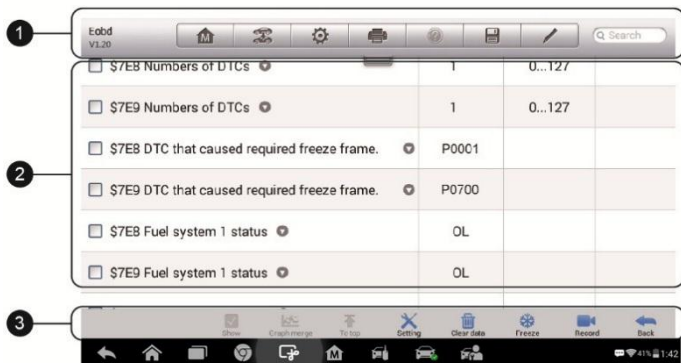 1
Eobd
V1.20
M
Search
2
$7E8 Numbers of DTCs 1 0...127
$7E9 Numbers of DTCs 1 0...127
$7E8 DTC that caused required freeze frame. P0001
$7E9 DTC that caused required freeze frame. P0700
$7E8 Fuel system 1 status OL
$7E9 Fuel system 1 status OL
3
Show Graph merge To top Setting Clear data Freeze Record Back
M 41% 1:42